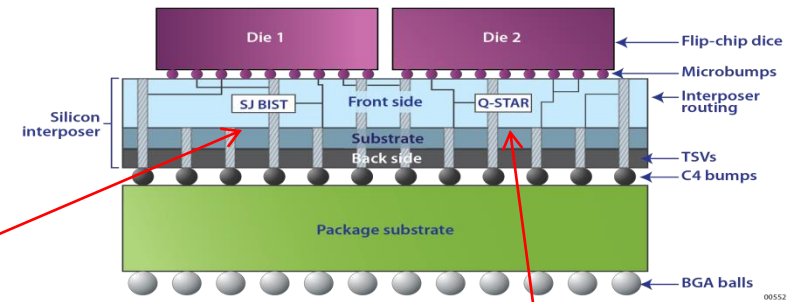 Die 1
Die 2
Flip-chip dice
Microbumps
Silicon
interposer
SJ BIST
Front side
Q-STAR
Interposer
routing
Substrate
Back side
TSVs
C4 bumps
Package substrate
BGA balls
00552